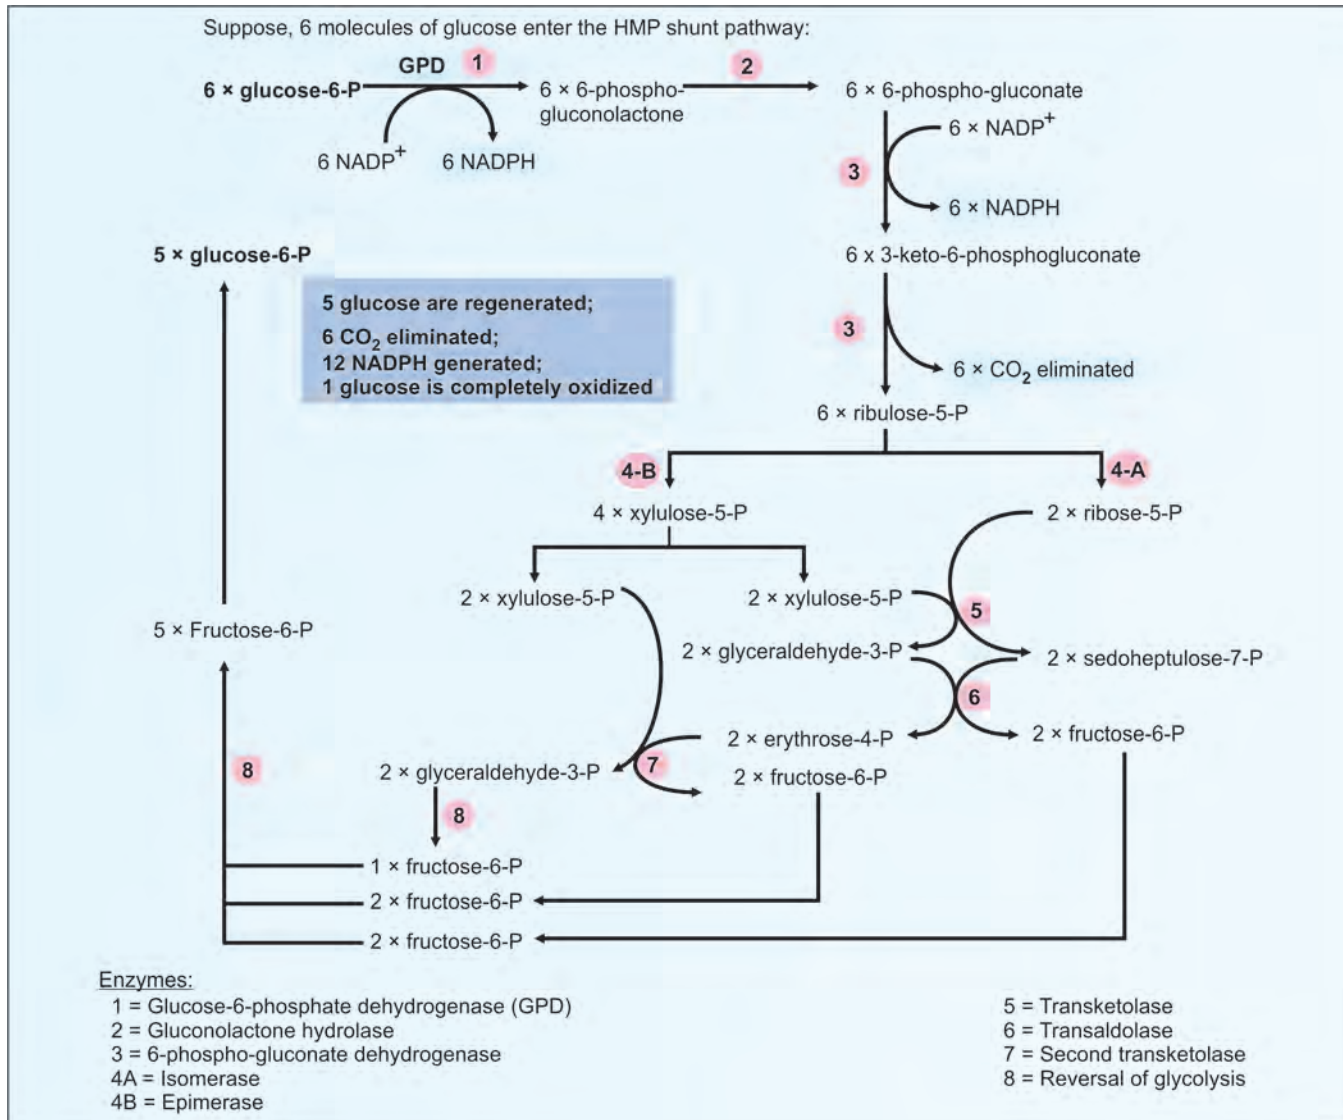 Suppose, 6 molecules of glucose enter the HMP shunt pathway:
GPD 1
2
6 × glucose-6-P
6 × 6-phospho-
gluconolactone
6 × 6-phospho-gluconate
6 NADP+
6 NADPH
6 × NADP+
3
6 × NADPH
5 × glucose-6-P
6 x 3-keto-6-phosphogluconate
5 glucose are regenerated;
6 CO2 eliminated;
12 NADPH generated;
1 glucose is completely oxidized
3
6 × CO2 eliminated
6 × ribulose-5-P
4-B
4-A
4 × xylulose-5-P
2 × ribose-5-P
2 × xylulose-5-P
2 × xylulose-5-P
5
5 × Fructose-6-P
2 × glyceraldehyde-3-P
2 × sedoheptulose-7-P
6
2 × erythrose-4-P
2 × fructose-6-P
8
2 × glyceraldehyde-3-P
7
2 × fructose-6-P
8
1 × fructose-6-P
2 × fructose-6-P
2 × fructose-6-P
Enzymes:
1 = Glucose-6-phosphate dehydrogenase (GPD)
2 = Gluconolactone hydrolase
3 = 6-phospho-gluconate dehydrogenase
4A = Isomerase
4B = Epimerase
5 = Transketolase
6 = Transaldolase
7 = Second transketolase
8 = Reversal of glycolysis